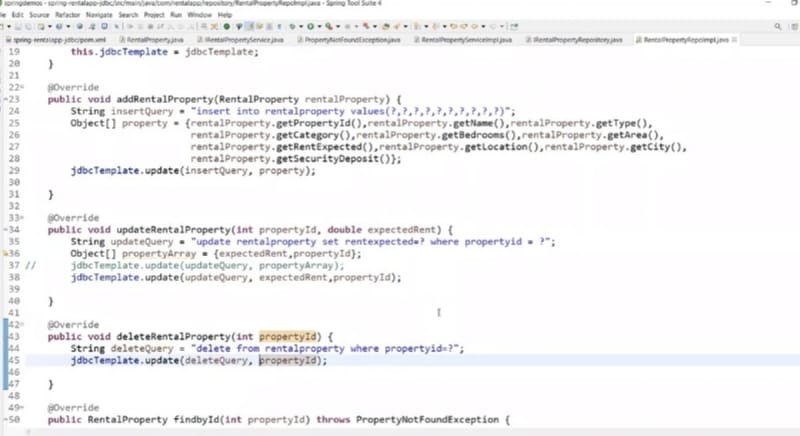 springdemos - spring-rentalapp-jdbc/src/main/java/com/rentalapp/repository/RentalPropertyRepoImpl.java - Spring Tool Suite 4
File Edit Source Refactor Navigate Search Project Run Window Help
spring-rentalapp-jdbc/pom.xml RentalProperty.java IRentalPropertyService.java PropertyNotFoundException.java RentalPropertyServiceImpl.java IRentalPropertyRepository.java RentalPropertyRepoImpl.java
19 this.jdbcTemplate = jdbcTemplate;
20 }
21
22 @Override
23 public void addRentalProperty(RentalProperty rentalProperty) {
24 String insertQuery = "insert into rentalproperty values(?,?,?,?,?,?,?,?,?,?)";
25 Object[] property = {rentalProperty.getPropertyId(),rentalProperty.getName(),rentalProperty.getType(),
26 rentalProperty.getCategory(),rentalProperty.getBedrooms(),rentalProperty.getArea(),
27 rentalProperty.getRentExpected(),rentalProperty.getLocation(),rentalProperty.getCity(),
28 rentalProperty.getSecurityDeposit()};
29 jdbcTemplate.update(insertQuery, property);
30
31 }
32
33 @Override
34 public void updateRentalProperty(int propertyId, double expectedRent) {
35 String updateQuery = "update rentalproperty set rentexpected=? where propertyid = ?";
36 Object[] propertyArray = {expectedRent,propertyId};
37 // jdbcTemplate.update(updateQuery, propertyArray);
38 jdbcTemplate.update(updateQuery, expectedRent,propertyId);
39
40 }
41
42 @Override
43 public void deleteRentalProperty(int propertyId) {
44 String deleteQuery = "delete from rentalproperty where propertyid=?";
45 jdbcTemplate.update(deleteQuery, propertyId);
46
47 }
48
49 @Override
50 public RentalProperty findbyId(int propertyId) throws PropertyNotFoundException {